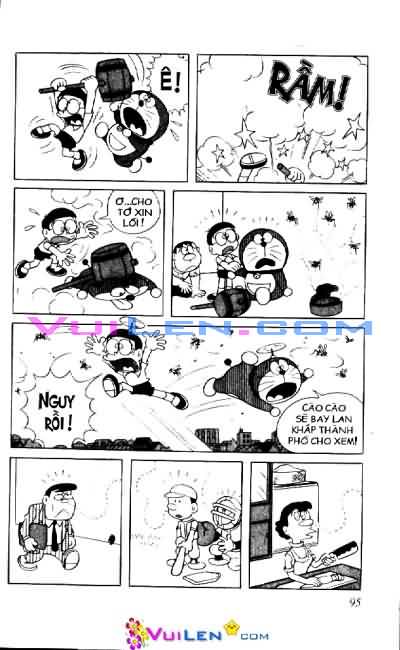 Ê!
RẦM!
Ơ...CHO
TỚ XIN
LỖI!
VUILEN.COM
NGUY
RỒI!
CÀO CÀO
SẼ BAY LAN
KHẮP THÀNH
PHỐ CHO XEM!
95
VUILEN.COM